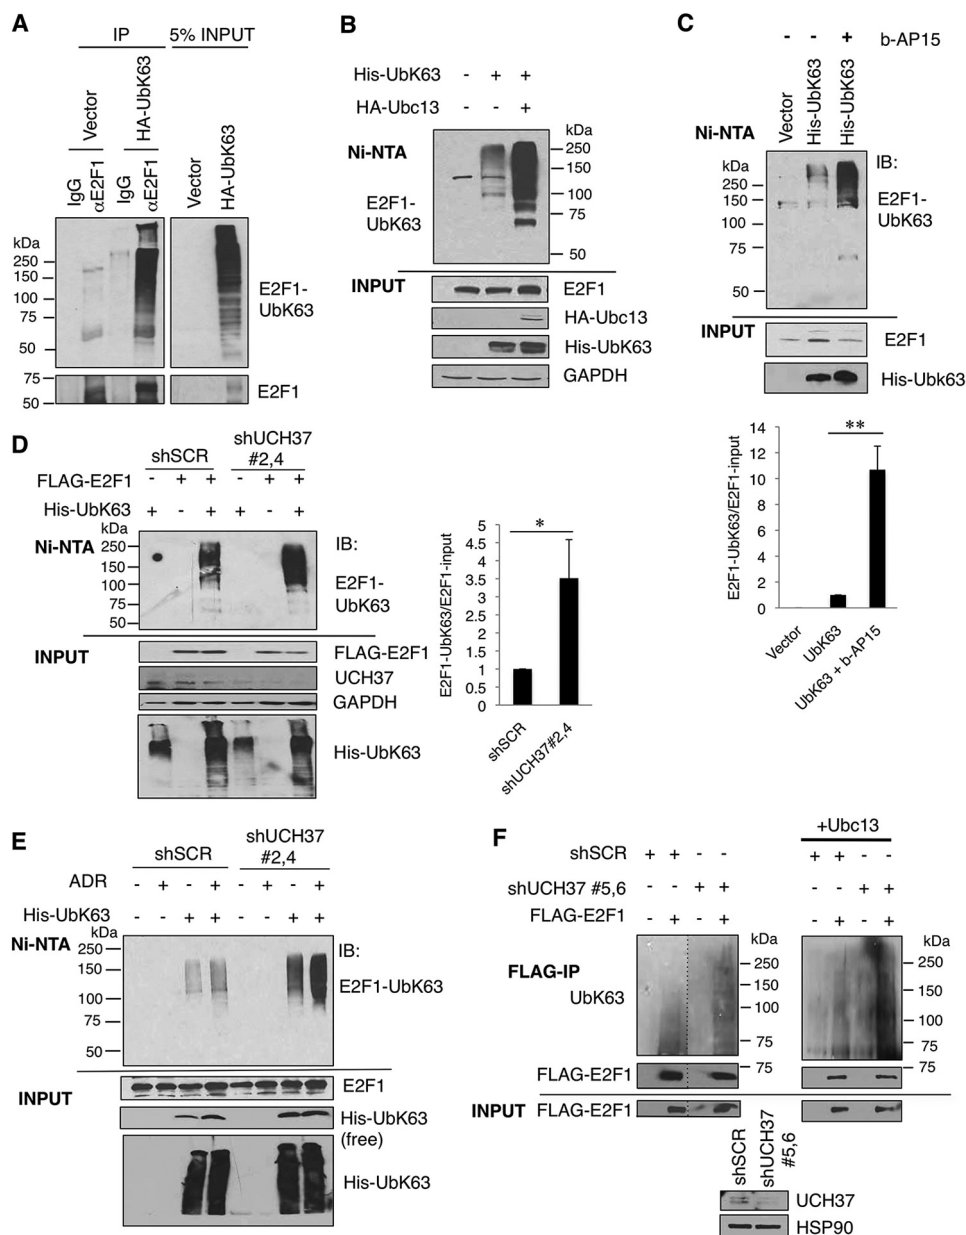 A
IP
5% INPUT
Vector
HA-UbK63
IgG
αE2F1
IgG
αE2F1
Vector
HA-UbK63
kDa
250
150
100
75
50
75
50
E2F1-
UbK63
E2F1
B
His-UbK63 - + +
HA-Ubc13 - - +
Ni-NTA
E2F1-
UbK63
kDa
250
150
100
75
50
INPUT
E2F1
HA-Ubc13
His-UbK63
GAPDH
C
- - + b-AP15
Vector
His-UbK63
His-UbK63
Ni-NTA
kDa
250
150
100
75
50
IB:
E2F1-
UbK63
INPUT
E2F1
His-Ubk63
E2F1-UbK63/E2F1-input
14
12
10
8
6
4
2
0
**
Vector
UbK63
UbK63 + b-AP15
D
shSCR
shUCH37
#2,4
FLAG-E2F1 - + + - + +
His-UbK63 + - + + - +
kDa
Ni-NTA
250
150
100
75
50
IB:
E2F1-
UbK63
INPUT
FLAG-E2F1
UCH37
GAPDH
His-UbK63
E2F1-UbK63/E2F1-input
5
4.5
4
3.5
3
2.5
2
1.5
1
0.5
0
*
shSCR
shUCH37#2,4
E
shSCR
shUCH37
#2,4
ADR - + - + - + - +
His-UbK63 - - + + - - + +
Ni-NTA
250
150
100
75
50
IB:
E2F1-UbK63
INPUT
E2F1
His-UbK63
(free)
His-UbK63
F
+Ubc13
shSCR + + - - + + - -
shUCH37 #5,6 - - + + - - + +
FLAG-E2F1 - + - + - + - +
FLAG-IP
UbK63
kDa
250
150
100
75
75
kDa
250
150
100
75
75
FLAG-E2F1
INPUT FLAG-E2F1
shSCR
shUCH37
#5,6
UCH37
HSP90